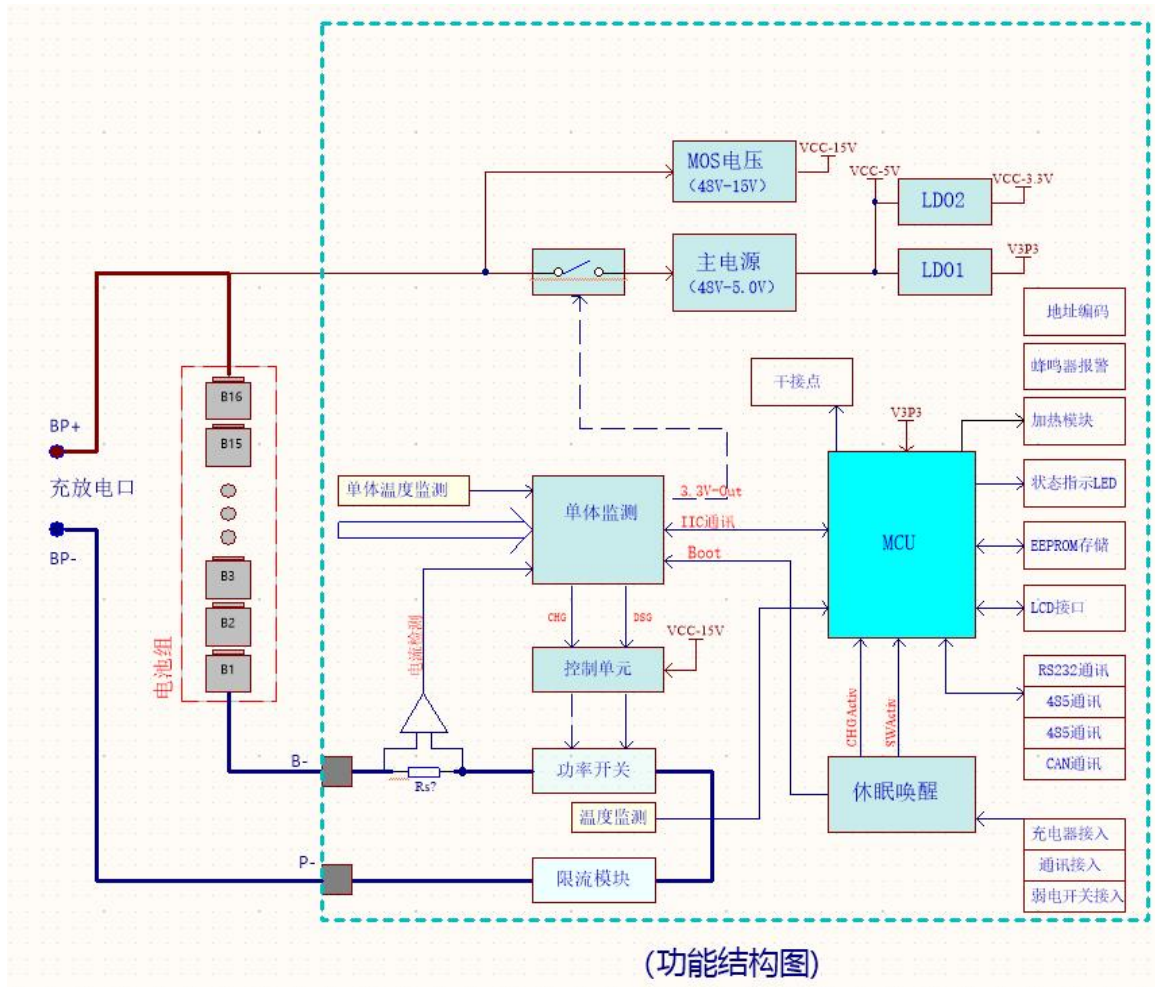 MOS电压
(48V-15V)
VCC-15V
VCC-5V
LDO2
VCC-3.3V
主电源
(48V-5.0V)
LDO1
V3P3
地址编码
蜂鸣器报警
干接点
加热模块
V3P3
B16
B15
BP+
充放电口
BP-
B3
B2
B1
电池组
单体温度监测
单体监测
3.3V-Out
IIC通讯
Boot
MCU
状态指示LED
EEPROM存储
LCD接口
电流检测
CHG
DSG
VCC-15V
控制单元
RS232通讯
485通讯
485通讯
CAN通讯
CHGActiv
SWActiv
B-
Rs?
功率开关
温度监测
休眠唤醒
充电器接入
通讯接入
弱电开关接入
P-
限流模块
(功能结构图)